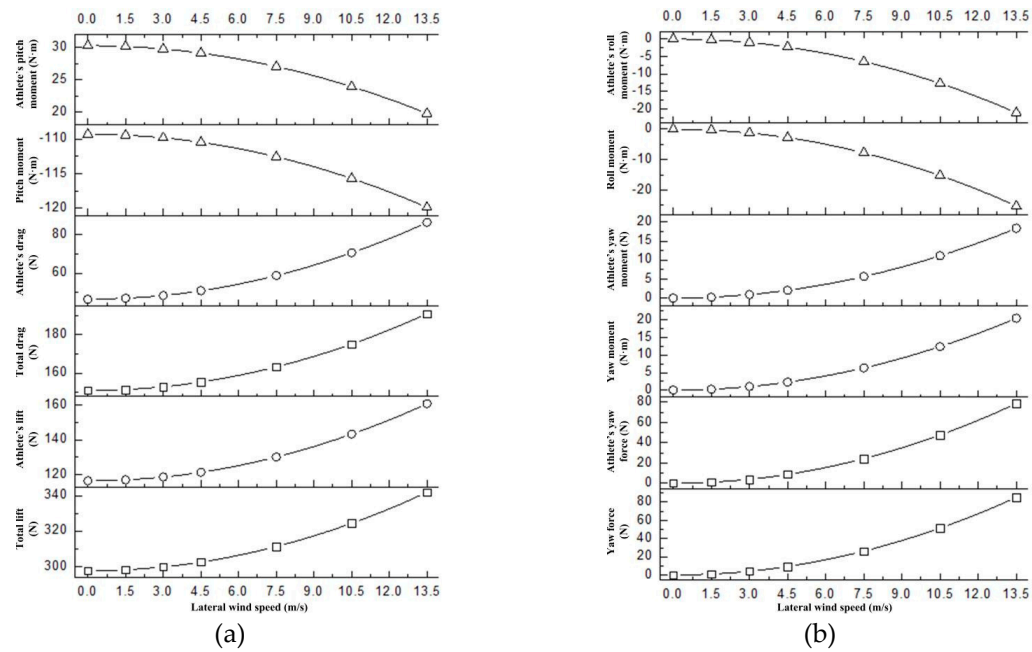 0.0 1.5 3.0 4.5 6.0 7.5 9.0 10.5 12.0 13.5
Athlete's pitch
moment (N·m)
30
25
20
Pitch moment
(N·m)
-110
-115
-120
Athlete's drag
(N)
80
60
Total drag
(N)
180
160
Athlete's lift
(N)
160
140
120
Total lift
(N)
340
320
300
0.0 1.5 3.0 4.5 6.0 7.5 9.0 10.5 12.0 13.5
Lateral wind speed (m/s)
(a)
0.0 1.5 3.0 4.5 6.0 7.5 9.0 10.5 12.0 13.5
Athlete's roll
moment (N·m)
0
-5
-10
-15
-20
Roll moment
(N·m)
0
-10
-20
Athlete's yaw
moment (N)
20
15
10
5
0
Yaw moment
(N·m)
20
15
10
5
0
Athlete's yaw
force (N)
80
60
40
20
0
Yaw force
(N)
80
60
40
20
0
0.0 1.5 3.0 4.5 6.0 7.5 9.0 10.5 12.0 13.5
Lateral wind speed (m/s)
(b)